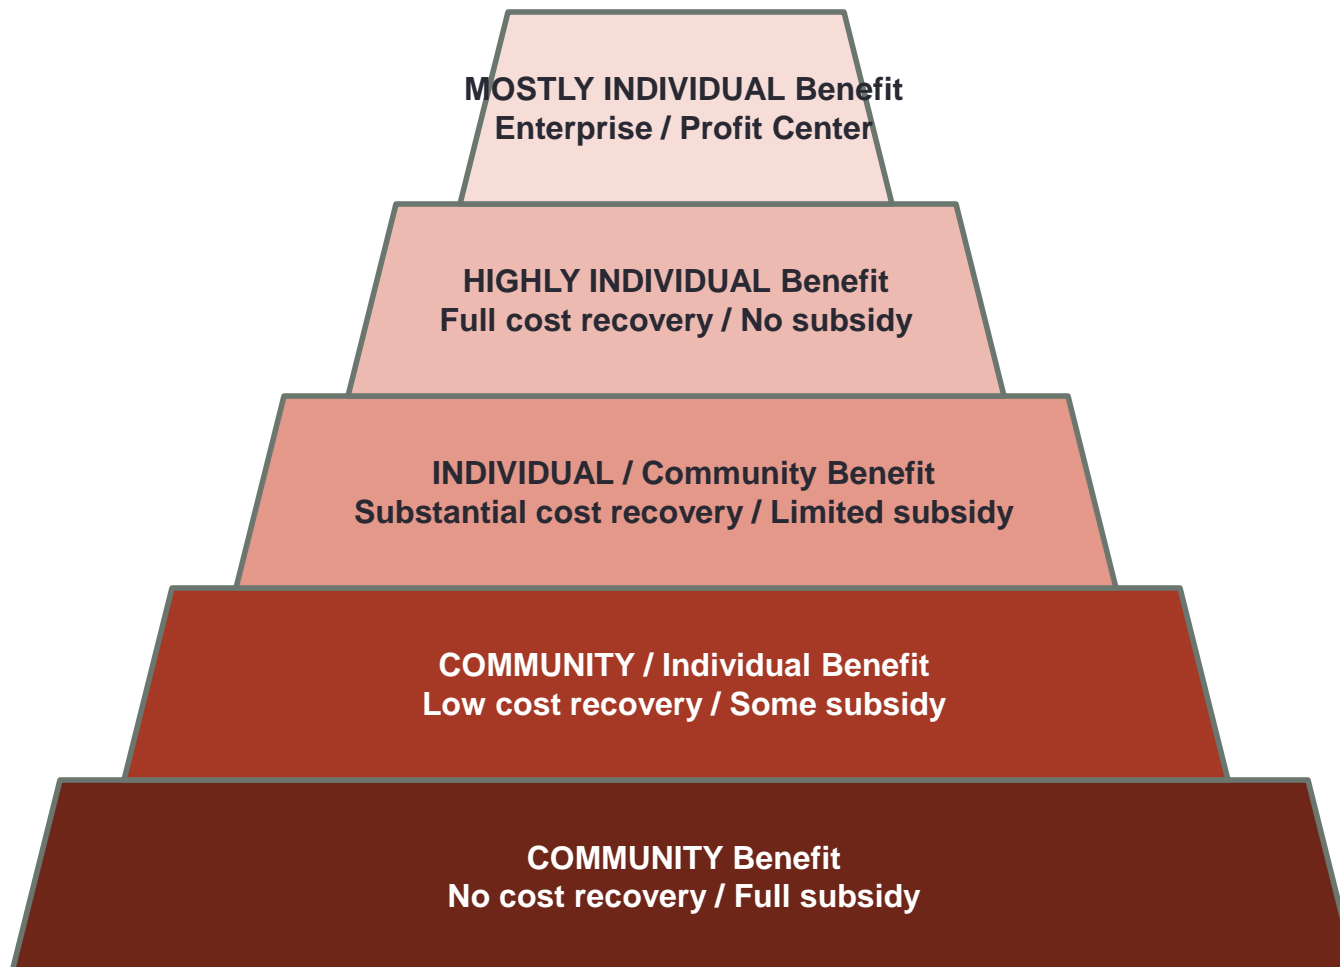 MOSTLY INDIVIDUAL Benefit
Enterprise / Profit Center
HIGHLY INDIVIDUAL Benefit
Full cost recovery / No subsidy
INDIVIDUAL / Community Benefit
Substantial cost recovery / Limited subsidy
COMMUNITY / Individual Benefit
Low cost recovery / Some subsidy
COMMUNITY Benefit
No cost recovery / Full subsidy